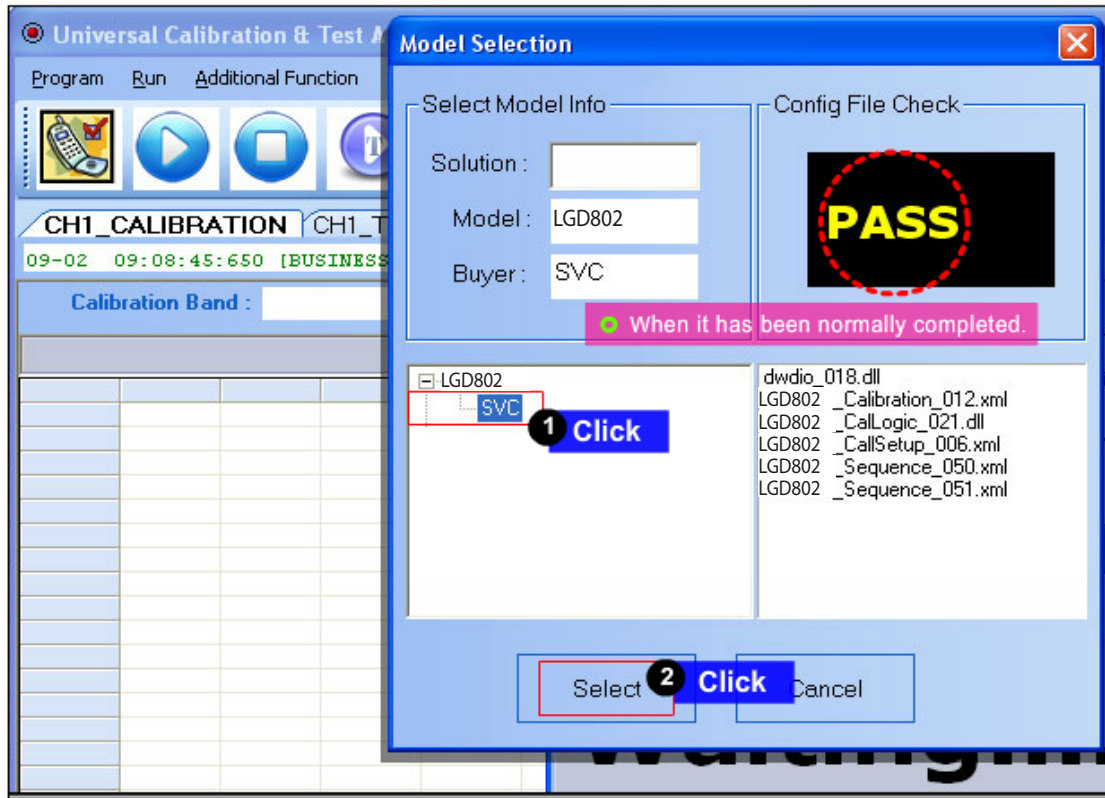 Universal Calibration & Test
Program Run Additional Function
CH1_CALIBRATION CH1_T
09-02 09:08:45:650 [BUSINESS
Calibration Band :
Model Selection
Select Model Info
Solution :
Model : LGD802
Buyer : SVC
Config File Check
PASS
When it has been normally completed.
LGD802
SVC
1 Click
dwdio_018.dll
LGD802 _Calibration_012.xml
LGD802 _CalLogic_021.dll
LGD802 _CallSetup_006.xml
LGD802 _Sequence_050.xml
LGD802 _Sequence_051.xml
Select 2 Click Cancel